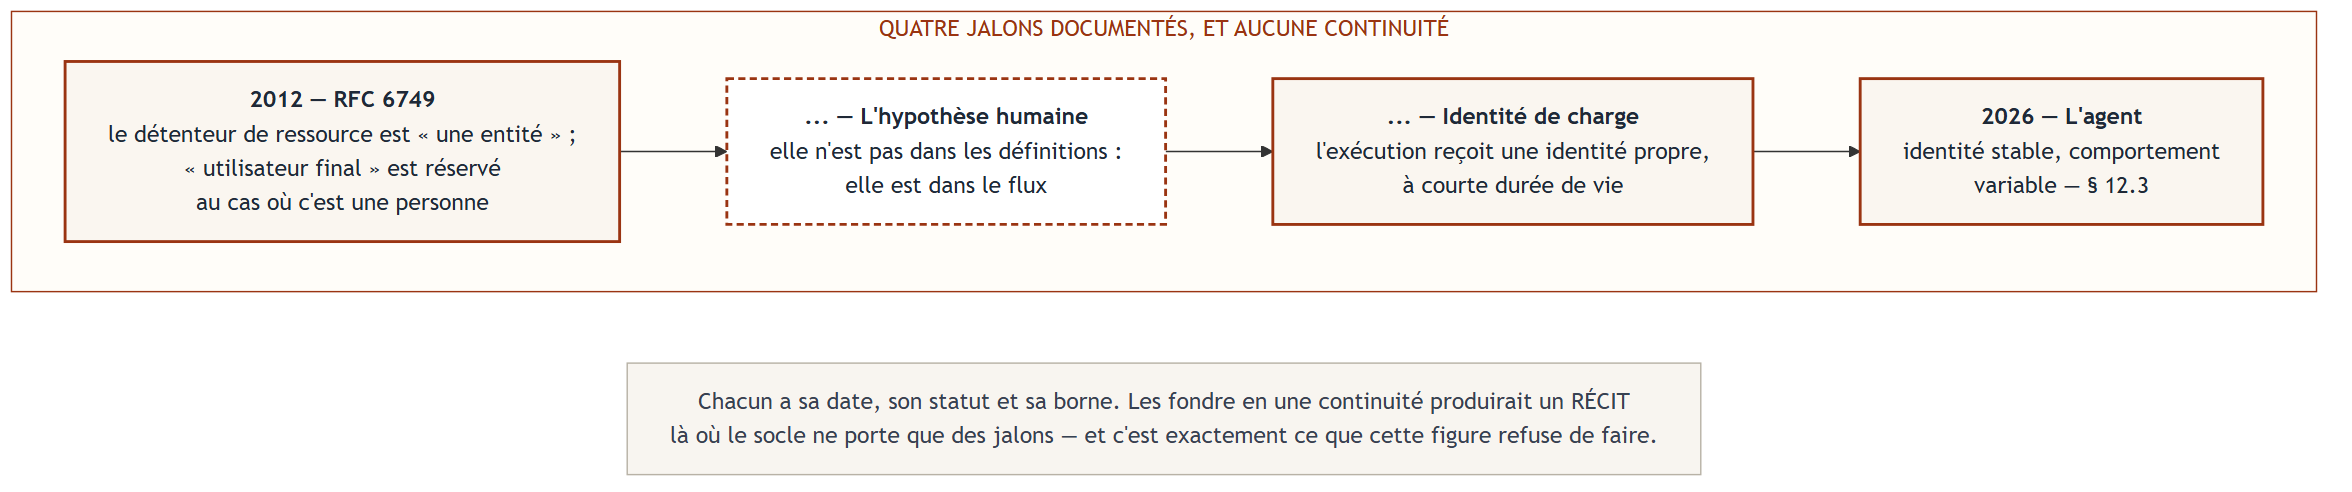 QUATRE JALONS DOCUMENTÉS, ET AUCUNE CONTINUITÉ
2012 — RFC 6749
le détenteur de ressource est « une entité » ;
« utilisateur final » est réservé
au cas où c'est une personne
... — L'hypothèse humaine
elle n'est pas dans les définitions :
elle est dans le flux
... — Identité de charge
l'exécution reçoit une identité propre,
à courte durée de vie
2026 — L'agent
identité stable, comportement
variable — § 12.3
Chacun a sa date, son statut et sa borne. Les fondre en une continuité produirait un RÉCIT
là où le socle ne porte que des jalons — et c'est exactement ce que cette figure refuse de faire.